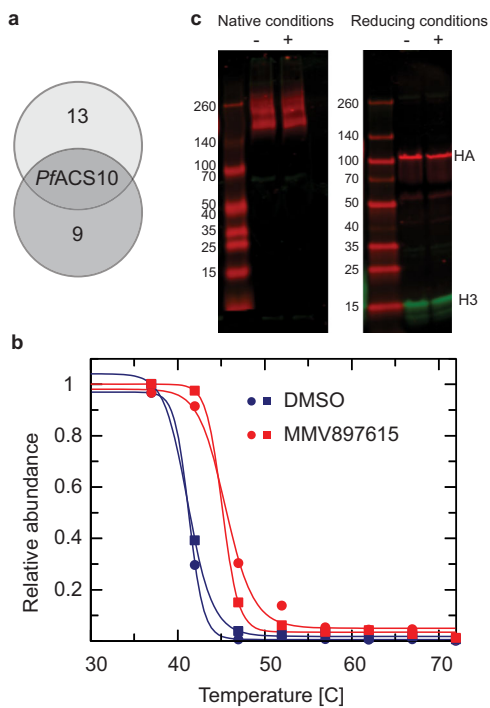 a
13
PfACS10
9
c
Native conditions
- +
260
140
100
70
50
40
35
25
15
Reducing conditions
- +
260
140
100
70
50
40
35
25
15
HA
H3
b
Relative abundance
1
0.8
0.6
0.4
0.2
DMSO
MMV897615
30 40 50 60 70
Temperature [C]